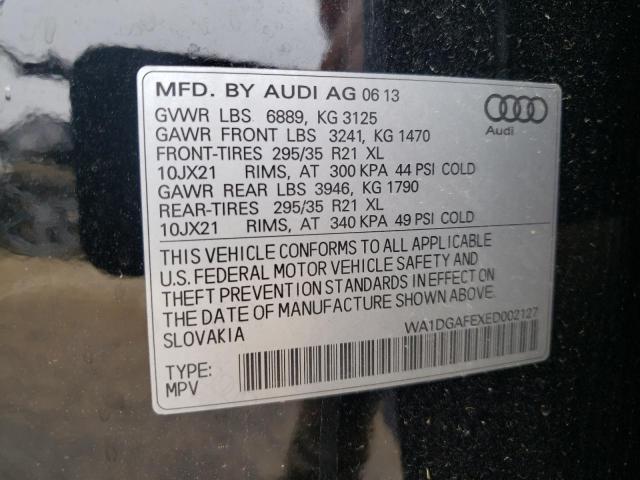 MFD. BY AUDI AG 06 13
GVWR LBS 6889, KG 3125
GAWR FRONT LBS 3241, KG 1470
FRONT-TIRES 295/35 R21 XL
10JX21 RIMS, AT 300 KPA 44 PSI COLD
GAWR REAR LBS 3946, KG 1790
REAR-TIRES 295/35 R21 XL
10JX21 RIMS, AT 340 KPA 49 PSI COLD
Audi
THIS VEHICLE CONFORMS TO ALL APPLICABLE
U.S. FEDERAL MOTOR VEHICLE SAFETY AND
THEFT PREVENTION STANDARDS IN EFFECT ON
THE DATE OF MANUFACTURE SHOWN ABOVE.
SLOVAKIA
WA1DGAFEXED002127
TYPE:
MPV